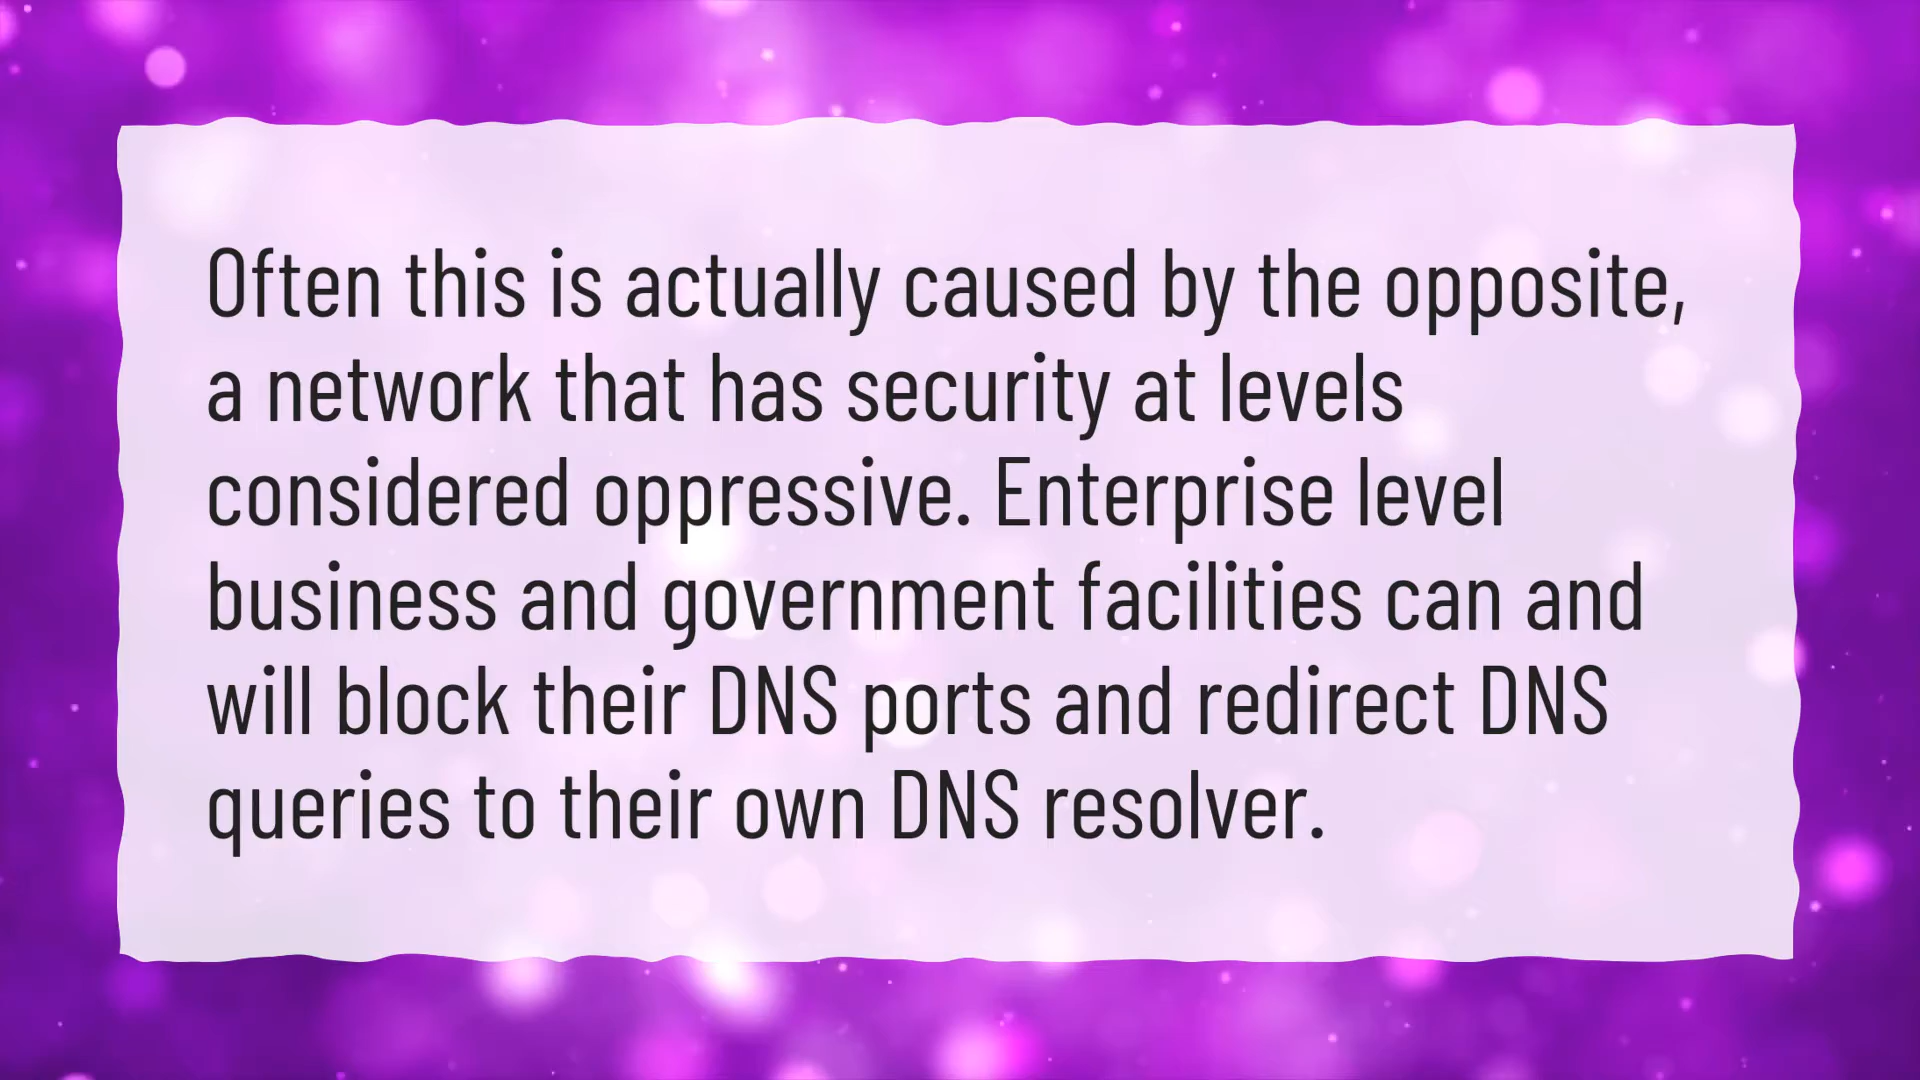 Often this is actually caused by the opposite,
a network that has security at levels
considered oppressive. Enterprise level
business and government facilities can and
will block their DNS ports and redirect DNS
queries to their own DNS resolver.